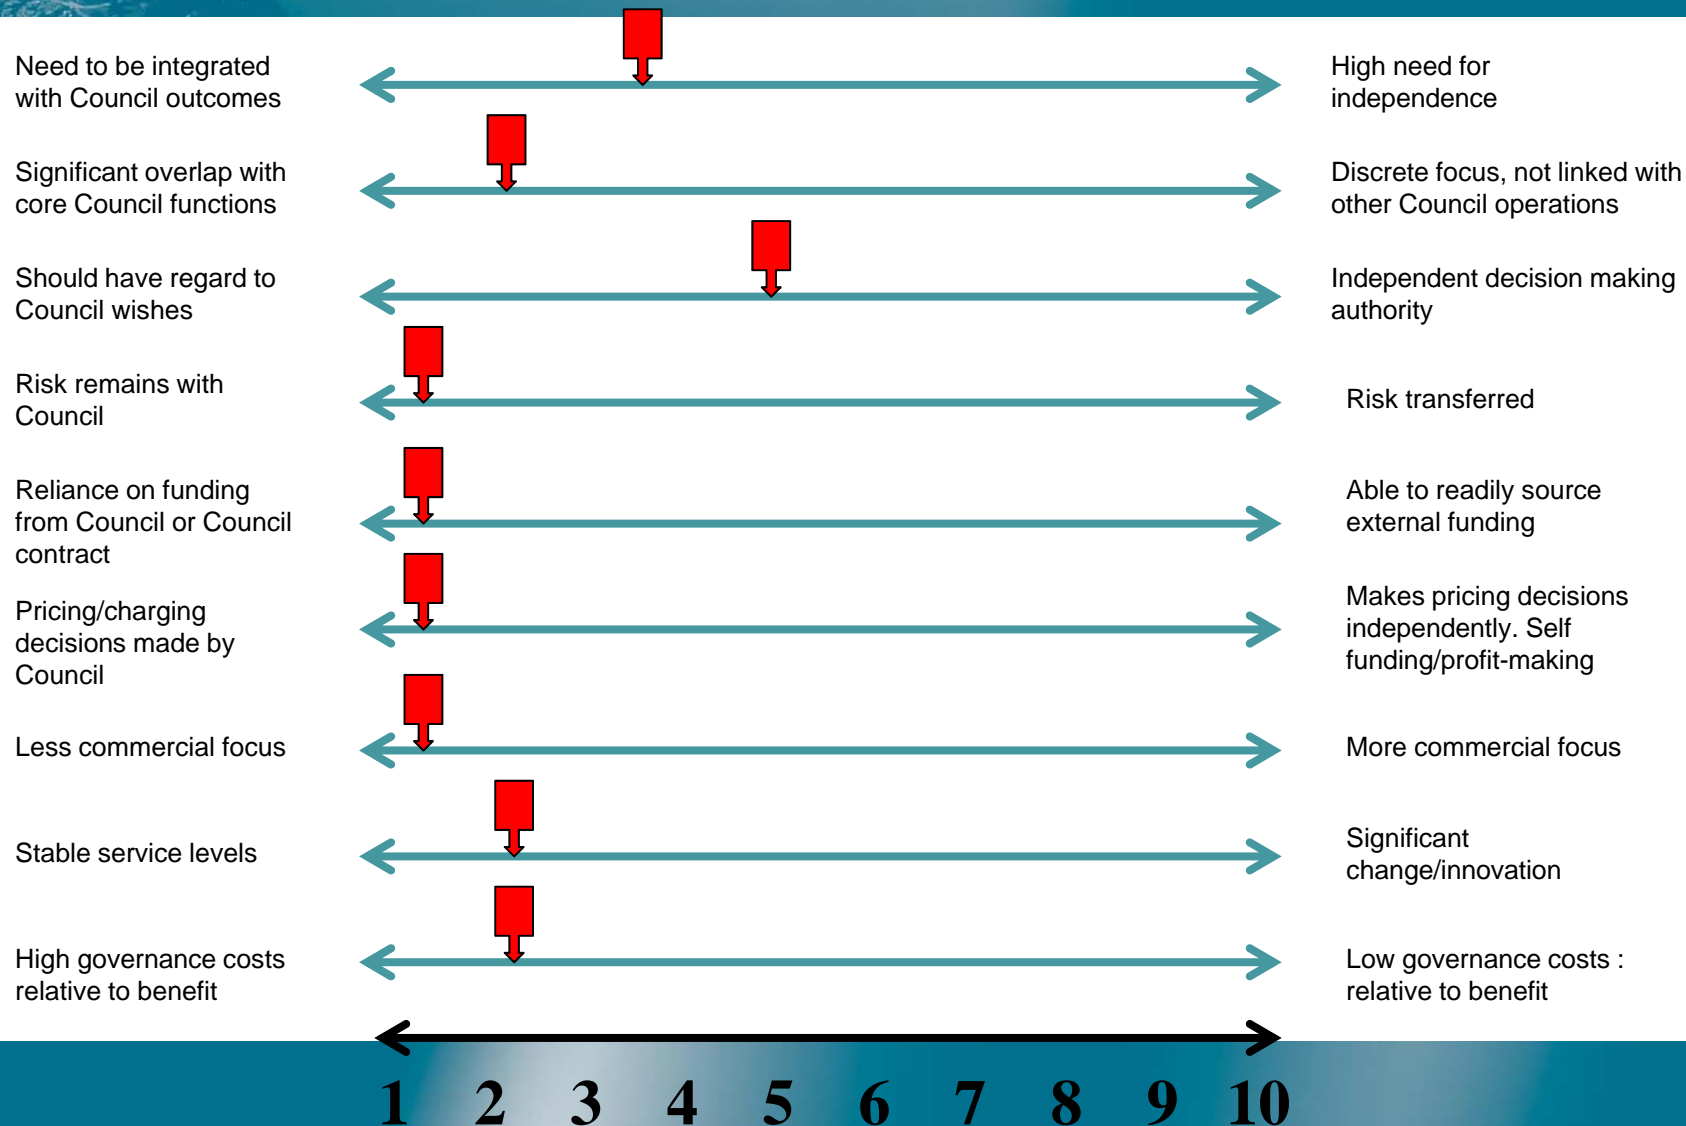 Need to be integrated
with Council outcomes
High need for
independence
Significant overlap with
core Council functions
Discrete focus, not linked with
other Council operations
Should have regard to
Council wishes
Independent decision making
authority
Risk remains with
Council
Risk transferred
Reliance on funding
from Council or Council
contract
Able to readily source
external funding
Pricing/charging
decisions made by
Council
Makes pricing decisions
independently. Self
funding/profit-making
Less commercial focus
More commercial focus
Stable service levels
Significant
change/innovation
High governance costs
relative to benefit
Low governance costs :
relative to benefit
1 2 3 4 5 6 7 8 9 10